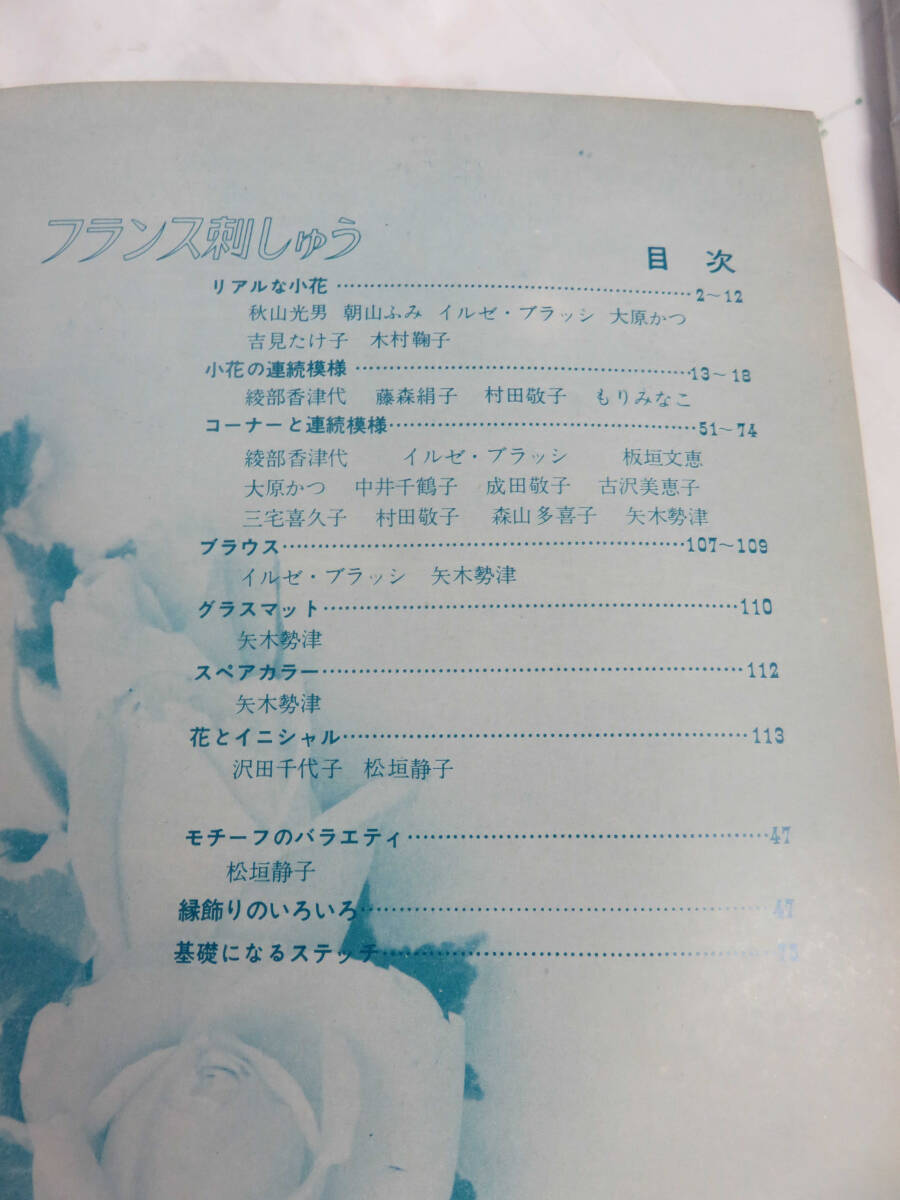 フランス刺しゅう
目次
リアルな小花……2～12
秋山光男 朝山ふみ イルゼ・ブラッシ 大原かつ
吉見たけ子 木村鞠子
小花の連続模様……13～18
綾部香津代 藤森絹子 村田敬子 もりみなこ
コーナーと連続模様……51～74
綾部香津代 イルゼ・ブラッシ 板垣文恵
大原かつ 中井千鶴子 成田敬子 古沢美恵子
三宅喜久子 村田敬子 森山多喜子 矢木勢津
ブラウス……107～109
イルゼ・ブラッシ 矢木勢津
グラスマット……110
矢木勢津
スペアカラー……112
矢木勢津
花とイニシャル……113
沢田千代子 松垣静子
モチーフのバラエティ……47
松垣静子
縁飾りのいろいろ……47
基礎になるステッチ……75